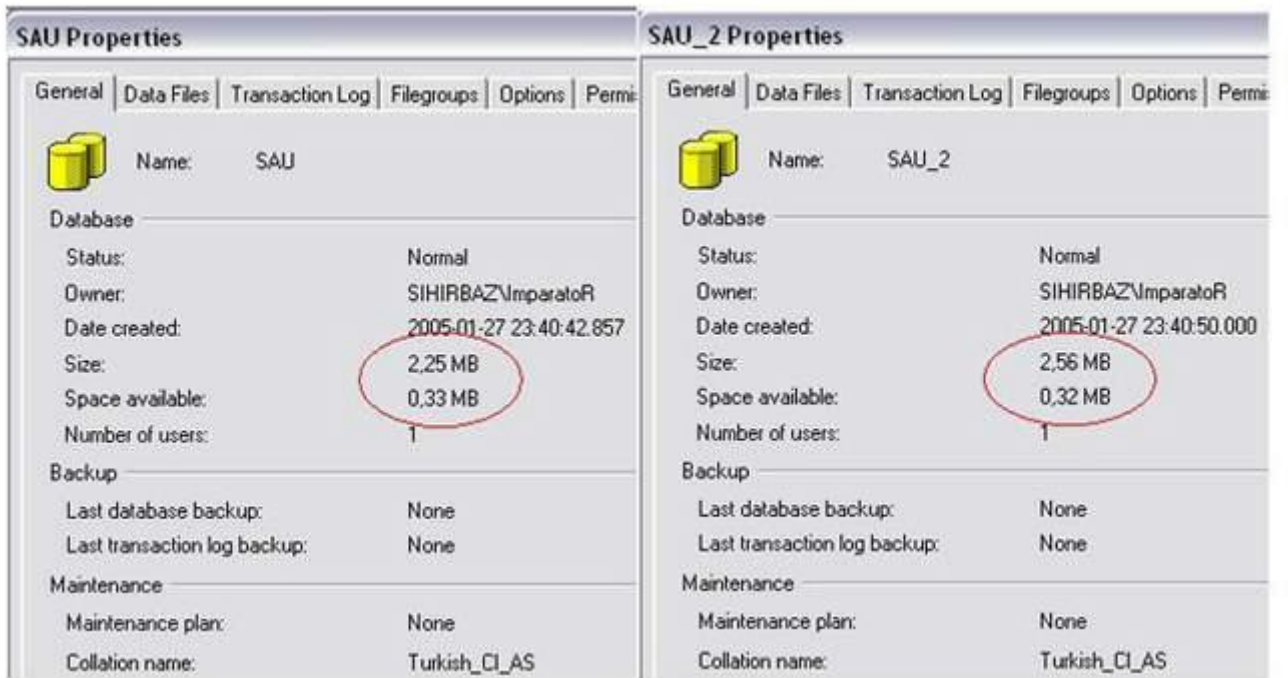 SAU Properties
General Data Files Transaction Log Filegroups Options
Name: SAU
Database
Status: Normal
Owner: SIHIRBAZ\ImparatoR
Date created: 2005-01-27 23:40:42.857
Size: 2,25 MB
Space available: 0,33 MB
Number of users: 1
Backup
Last database backup: None
Last transaction log backup: None
Maintenance
Maintenance plan: None
Collation name: Turkish_CI_AS
SAU_2 Properties
General Data Files Transaction Log Filegroups Options
Name: SAU_2
Database
Status: Normal
Owner: SIHIRBAZ\ImparatoR
Date created: 2005-01-27 23:40:50.000
Size: 2,56 MB
Space available: 0,32 MB
Number of users: 1
Backup
Last database backup: None
Last transaction log backup: None
Maintenance
Maintenance plan: None
Collation name: Turkish_CI_AS